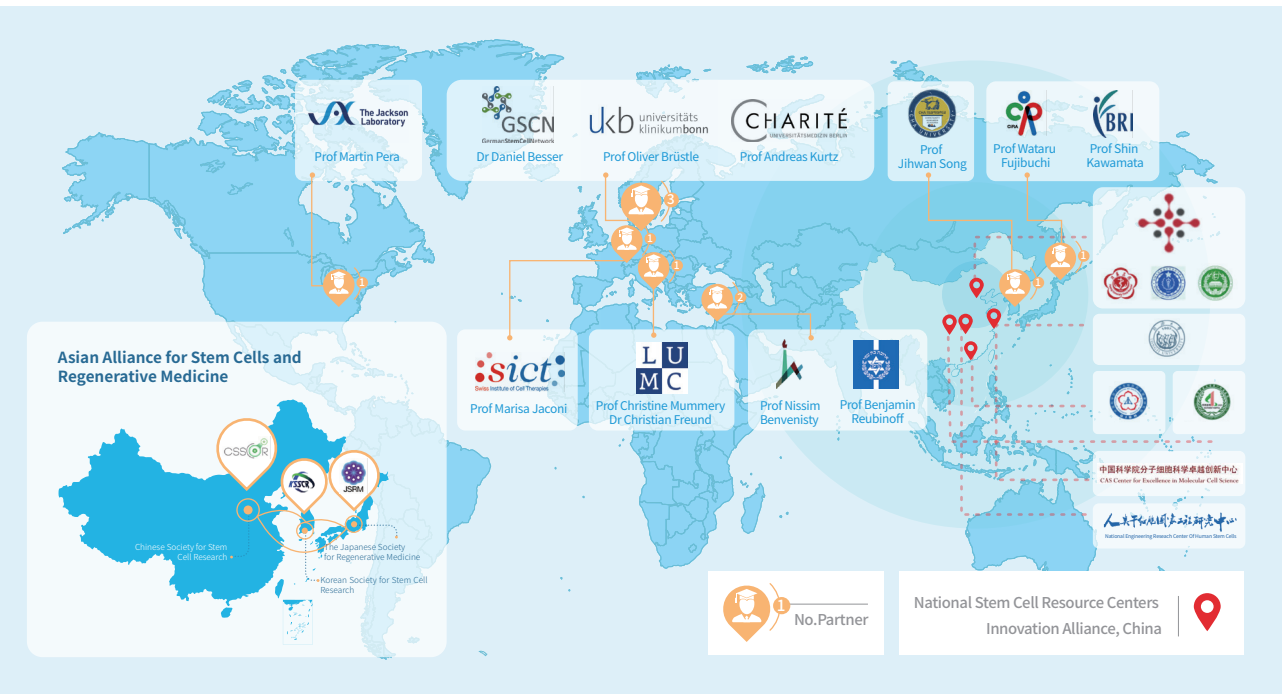 The Jackson
Laboratory
Prof Martin Pera
GSCN
GermanStemCellNetwork
Dr Daniel Besser
ukb universitäts
klinikumbonn
Prof Oliver Brüstle
CHARITÉ
UNIVERSITÄTSMEDIZIN BERLIN
Prof Andreas Kurtz
Prof
Jihwan Song
CiRA
Prof Wataru
Fujibuchi
BRI
Prof Shin
Kawamata
3
1
1
2
1
1
1
sict
Swiss Institute of Cell Therapies
Prof Marisa Jaconi
L U
M C
Prof Christine Mummery
Dr Christian Freund
Prof Nissim
Benvenisty
Prof Benjamin
Reubinoff
Asian Alliance for Stem Cells and
Regenerative Medicine
CSSCR
KSSCR
JSRM
Chinese Society for Stem
Cell Research
The Japanese Society
for Regenerative Medicine
Korean Society for Stem Cell
Research
中国科学院分子细胞科学卓越创新中心
CAS Center for Excellence in Molecular Cell Science
人类干细胞国家工程研究中心
National Engineering Reseach Center Of Human Stem Cells
1
No.Partner
National Stem Cell Resource Centers
Innovation Alliance, China